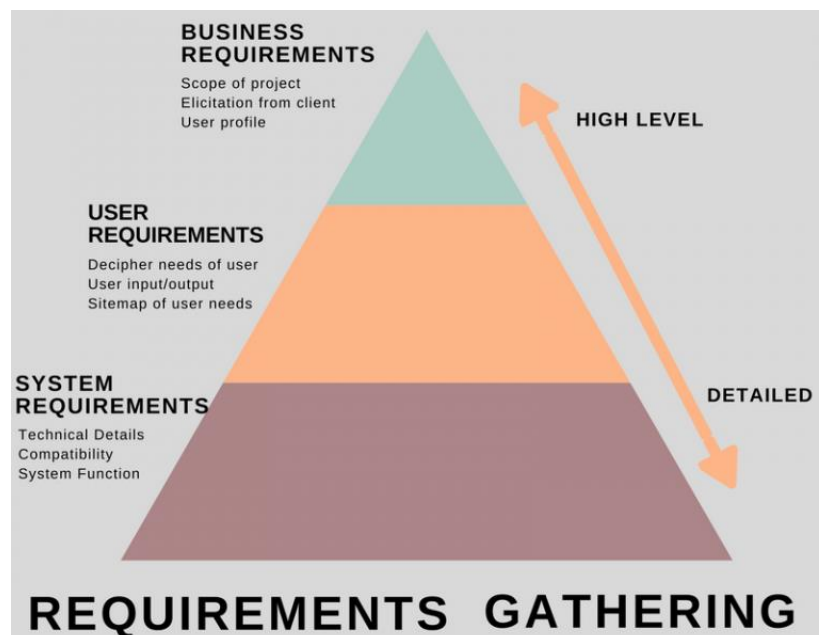 BUSINESS
REQUIREMENTS
Scope of project
Elicitation from client
User profile
HIGH LEVEL
USER
REQUIREMENTS
Decipher needs of user
User input/output
Sitemap of user needs
SYSTEM
REQUIREMENTS
Technical Details
Compatibility
System Function
DETAILED
REQUIREMENTS GATHERING